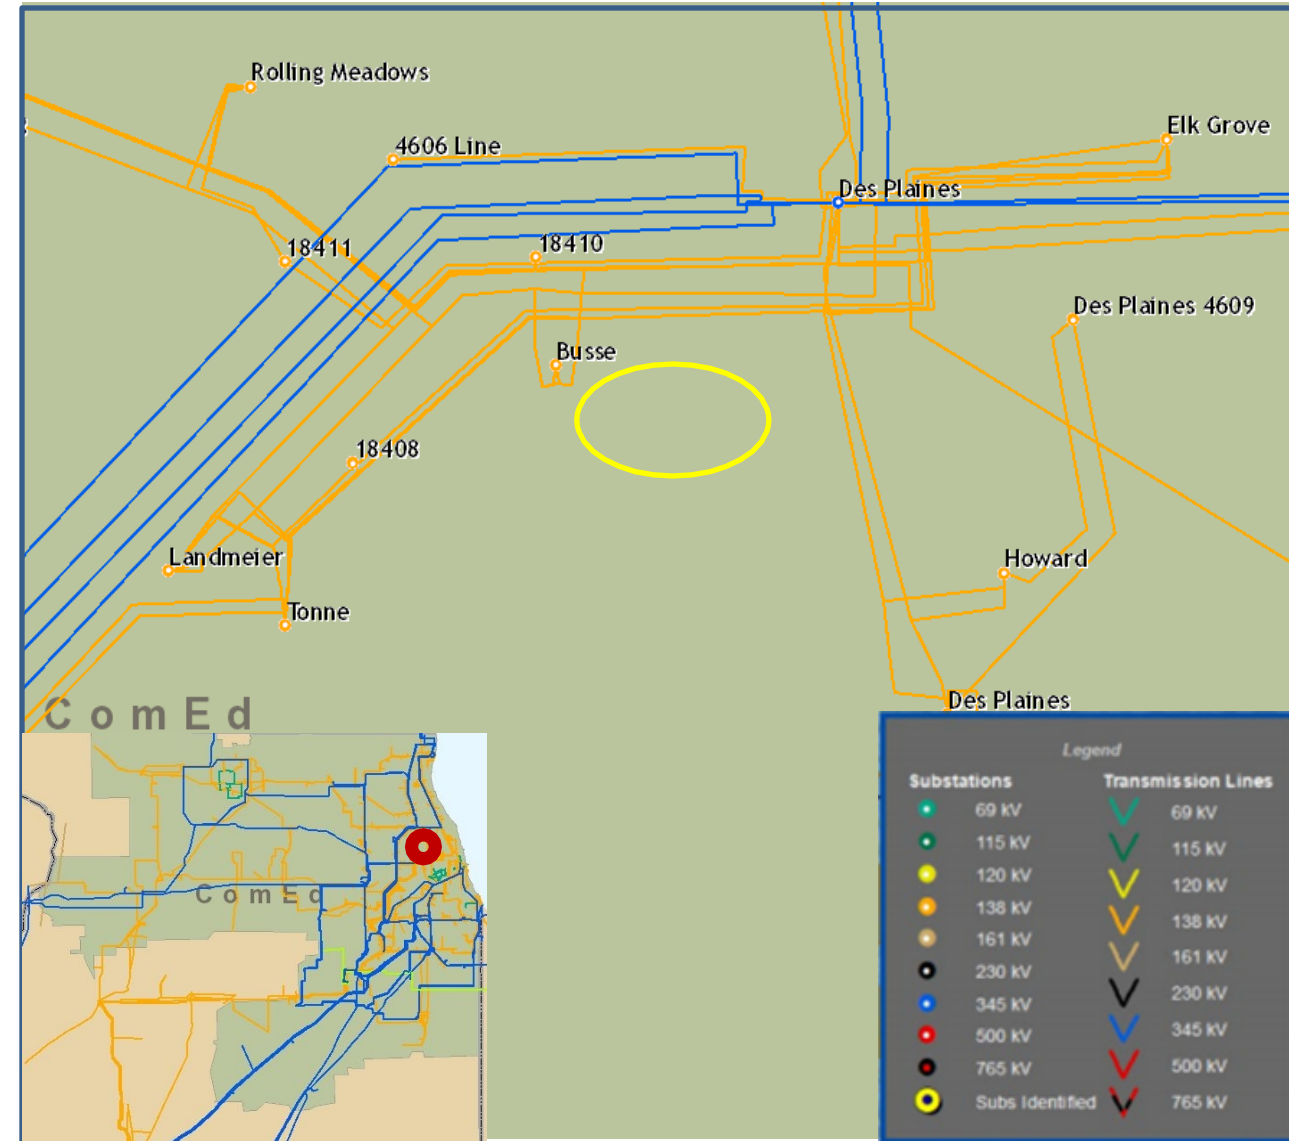 Rolling Meadows
4606 Line
Elk Grove
Des Plaines
18411
18410
Des Plaines 4609
Busse
18408
Landmeier
Howard
Tonne
Des Plaines
ComEd
ComEd
Legend
Substations
Transmission Lines
69 kV
69 kV
115 kV
115 kV
120 kV
120 kV
138 kV
138 kV
161 kV
161 kV
230 kV
230 kV
345 kV
345 kV
500 kV
500 kV
765 kV
765 kV
Subs Identified